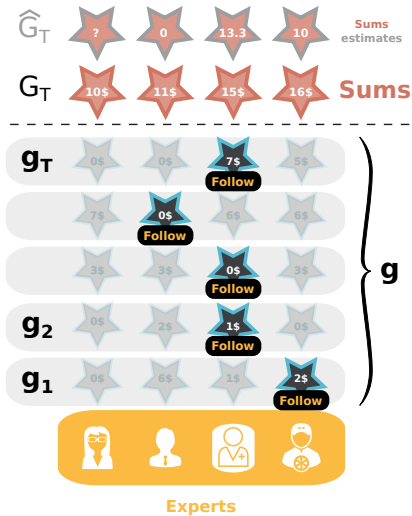 Ĝ_T ? 0 13.3 10 Sums estimates
G_T 10$ 11$ 15$ 16$ Sums
g_T 0$ 0$ 7$ 5$
Follow
7$ 0$ 6$ 6$
Follow
3$ 3$ 0$ 3$ g
Follow
g_2 0$ 2$ 1$ 0$
Follow
g_1 0$ 6$ 1$ 2$
Follow
Experts